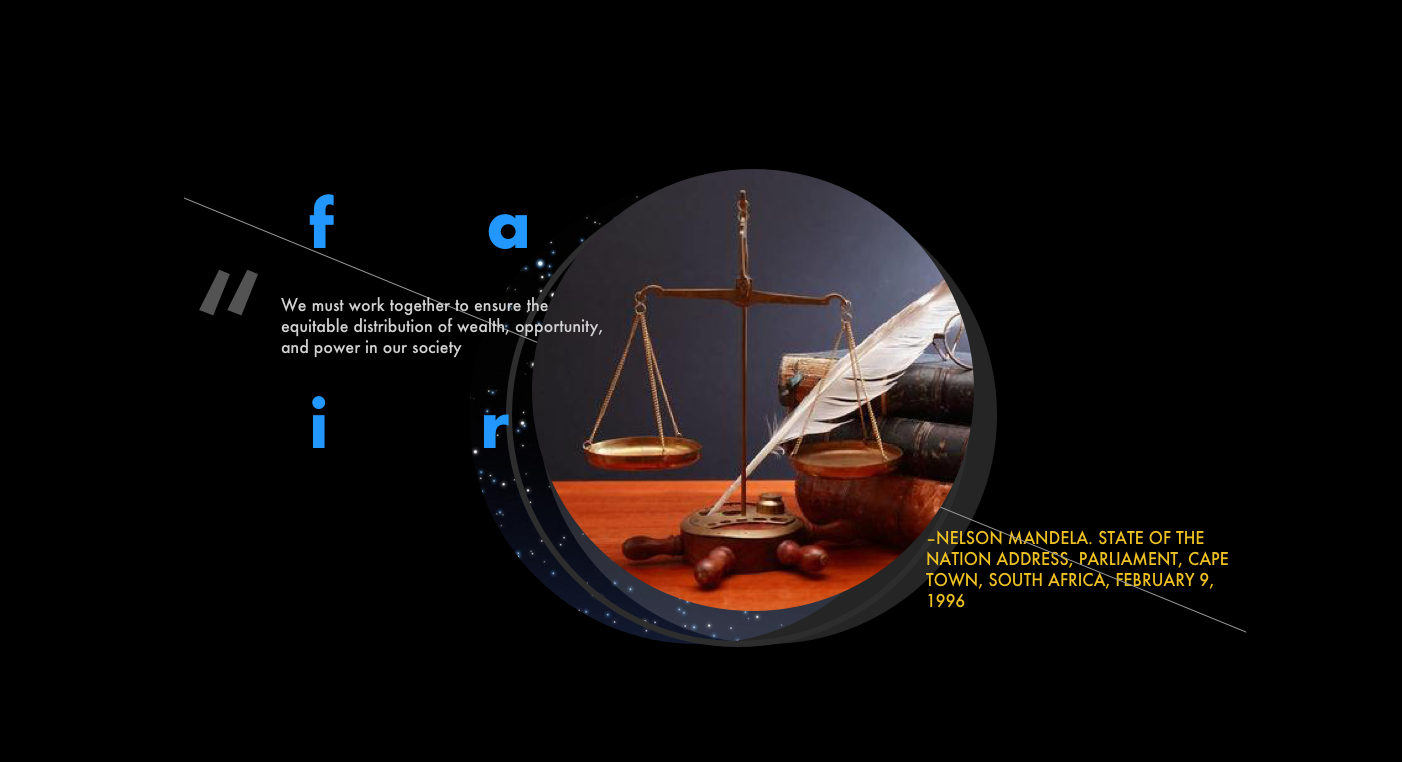 f a
“
We must work together to ensure the
equitable distribution of wealth, opportunity,
and power in our society
i r
–NELSON MANDELA. STATE OF THE
NATION ADDRESS, PARLIAMENT, CAPE
TOWN, SOUTH AFRICA, FEBRUARY 9,
1996